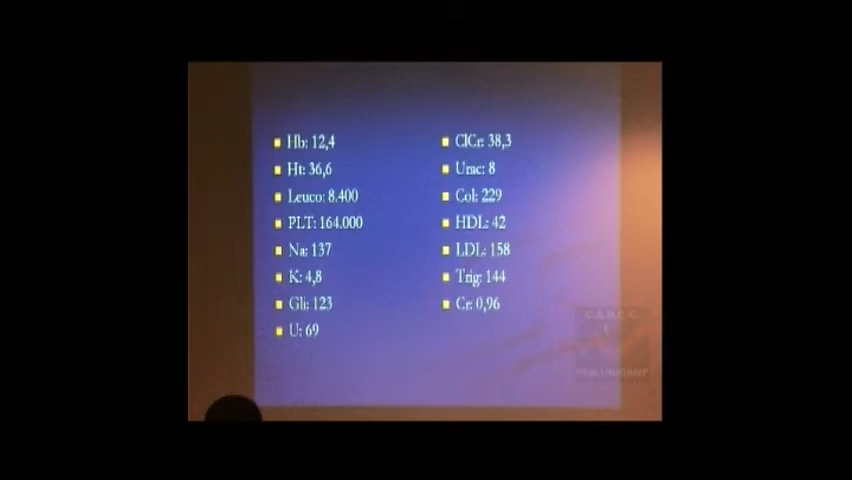 Hb: 12,4
Ht: 36,6
Leuco: 8.400
PLT: 164.000
Na: 137
K: 4,8
Gli: 123
U: 69
ClCr: 38,3
Urac: 8
Col: 229
HDL: 42
LDL: 158
Trig: 144
Cr: 0,96